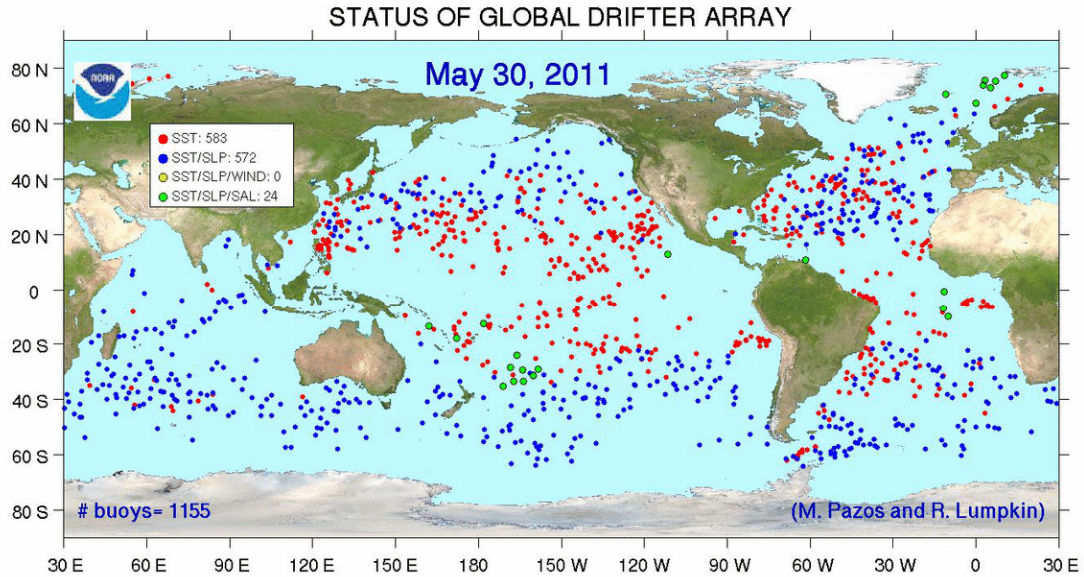 STATUS OF GLOBAL DRIFTER ARRAY
May 30, 2011
NOAA
SST: 583
SST/SLP: 572
SST/SLP/WIND: 0
SST/SLP/SAL: 24
80 N
60 N
40 N
20 N
0
20 S
40 S
60 S
80 S
# buoys= 1155
(M. Pazos and R. Lumpkin)
30 E 60 E 90 E 120 E 150 E 180 E 150 W 120 W 90 W 60 W 30 W 0 30 E